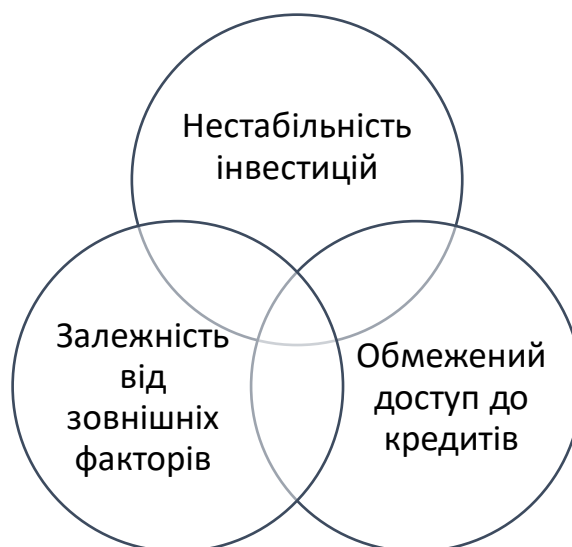 Нестабільність
інвестицій
Залежність
від
зовнішніх
факторів
Обмежений
доступ до
кредитів